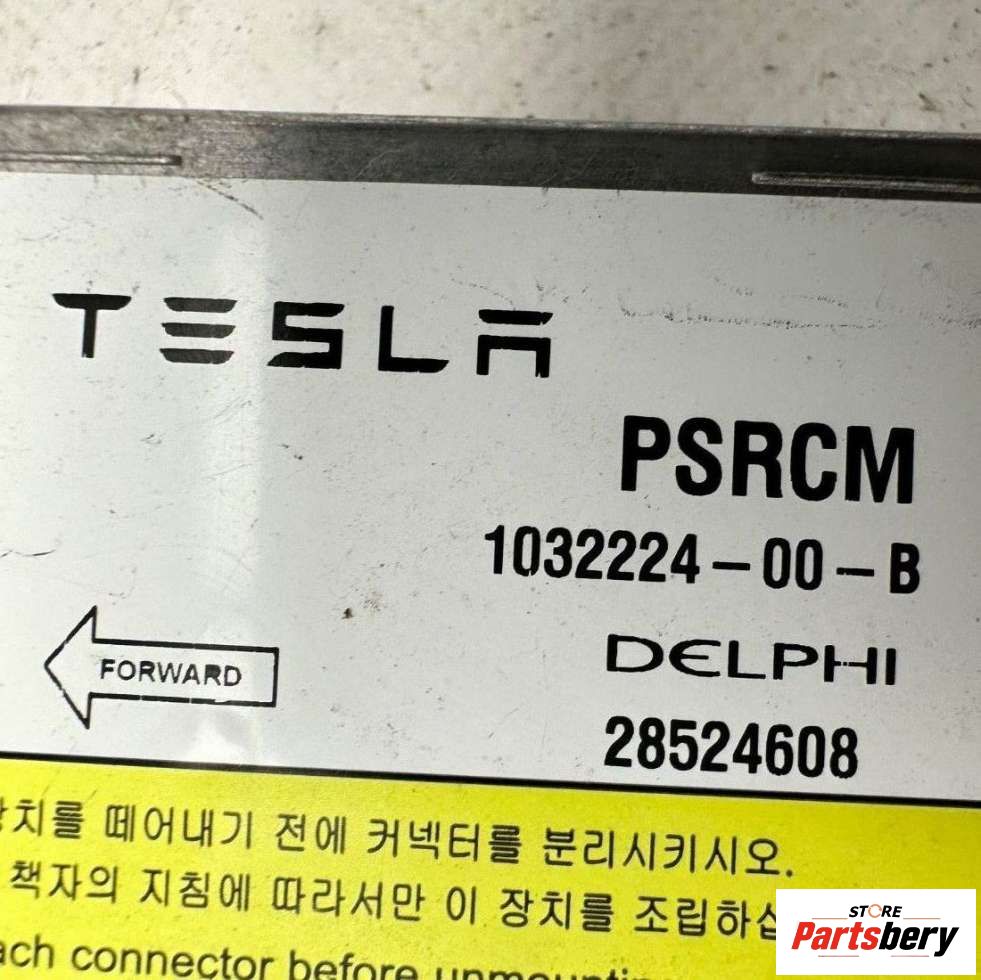 TESLA
PSRCM
1032224-00-B
DELPHI
FORWARD
28524608
장치를 떼어내기 전에 커넥터를 분리시키시오.
책자의 지침에 따라서만 이 장치를 조립하십
connector before
STORE
Partsbery